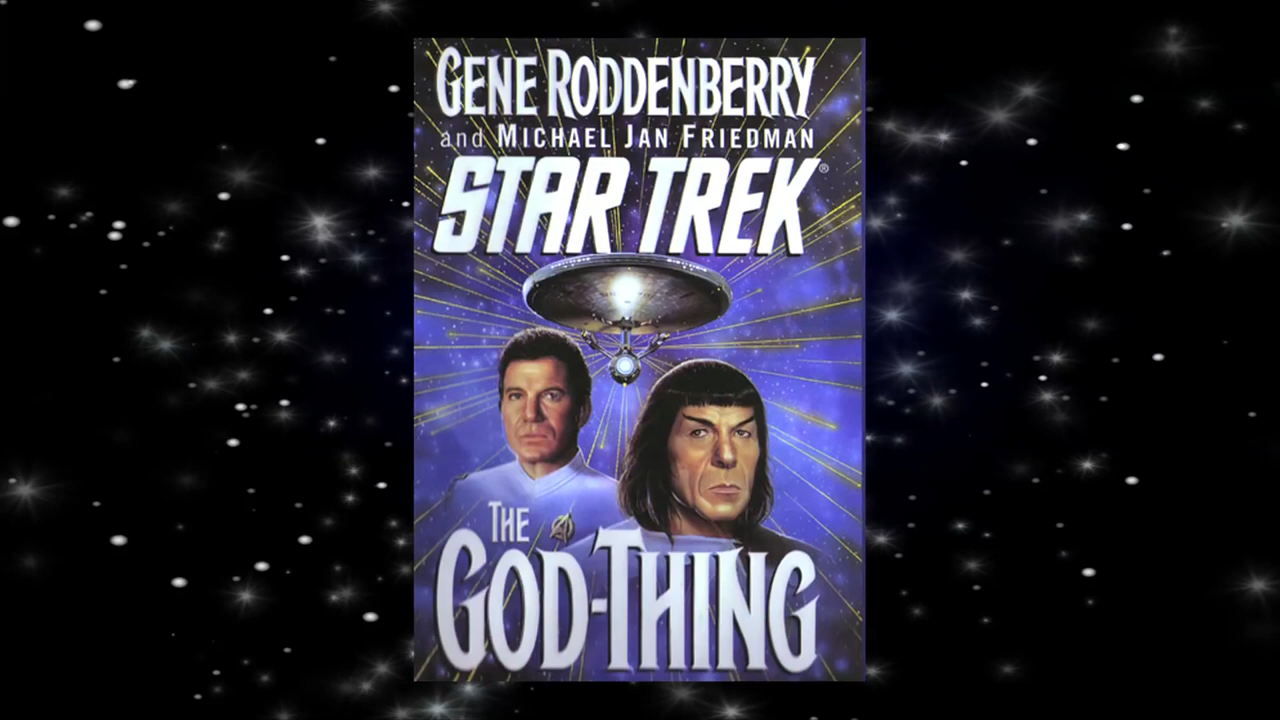 GENE RODDENBERRY
and MICHAEL JAN FRIEDMAN
STAR TREK®
THE
GOD-THING